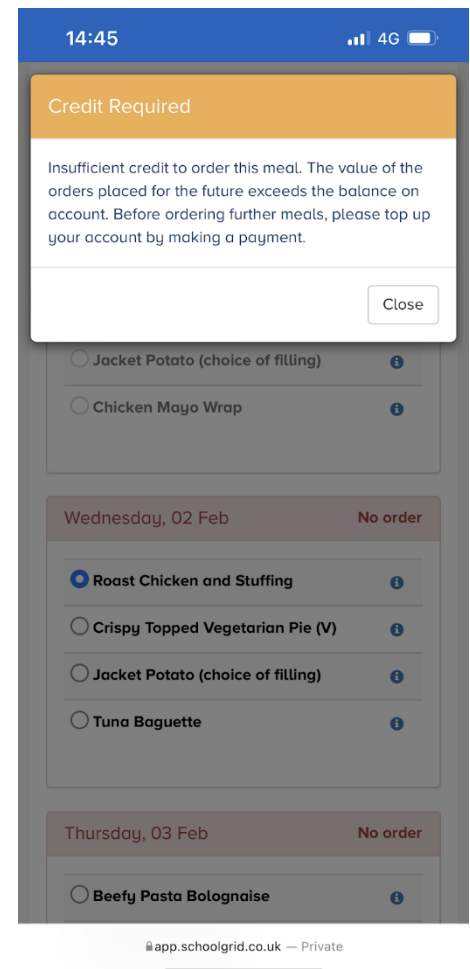 14:45 4G
Credit Required
Insufficient credit to order this meal. The value of the
orders placed for the future exceeds the balance on
account. Before ordering further meals, please top up
your account by making a payment.
Close
Jacket Potato (choice of filling)
Chicken Mayo Wrap
Wednesday, 02 Feb No order
Roast Chicken and Stuffing
Crispy Topped Vegetarian Pie (V)
Jacket Potato (choice of filling)
Tuna Baguette
Thursday, 03 Feb No order
Beefy Pasta Bolognaise
app.schoolgrid.co.uk — Private